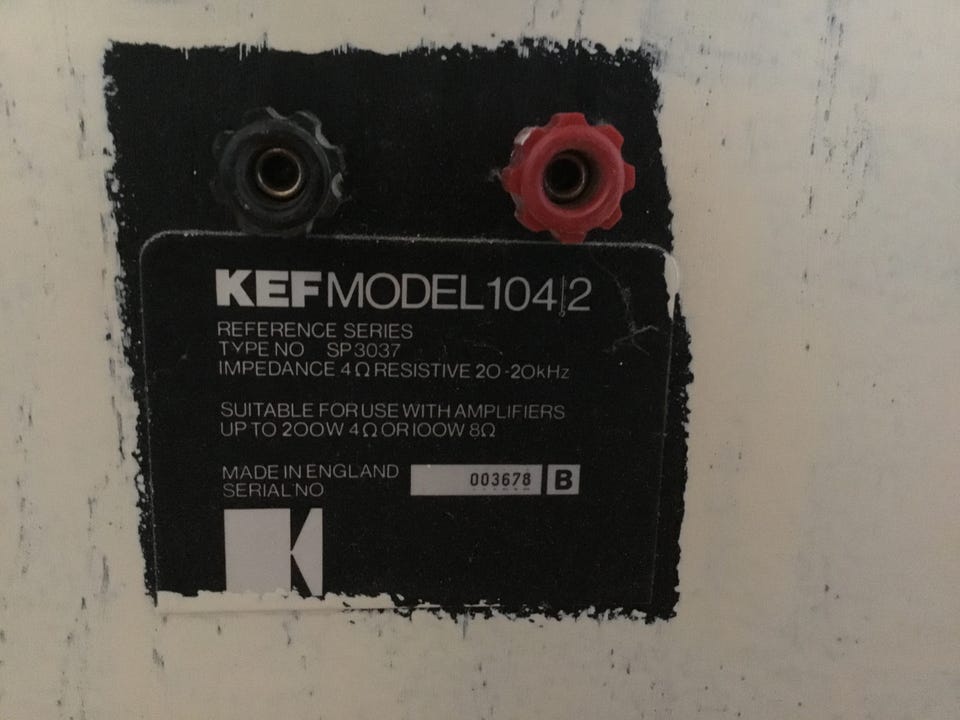 KEF MODEL 104/2
REFERENCE SERIES
TYPE NO SP3037
IMPEDANCE 4Ω RESISTIVE 20-20kHz
SUITABLE FOR USE WITH AMPLIFIERS
UP TO 200W 4Ω OR 100W 8Ω
MADE IN ENGLAND
SERIAL NO 003678 B
K